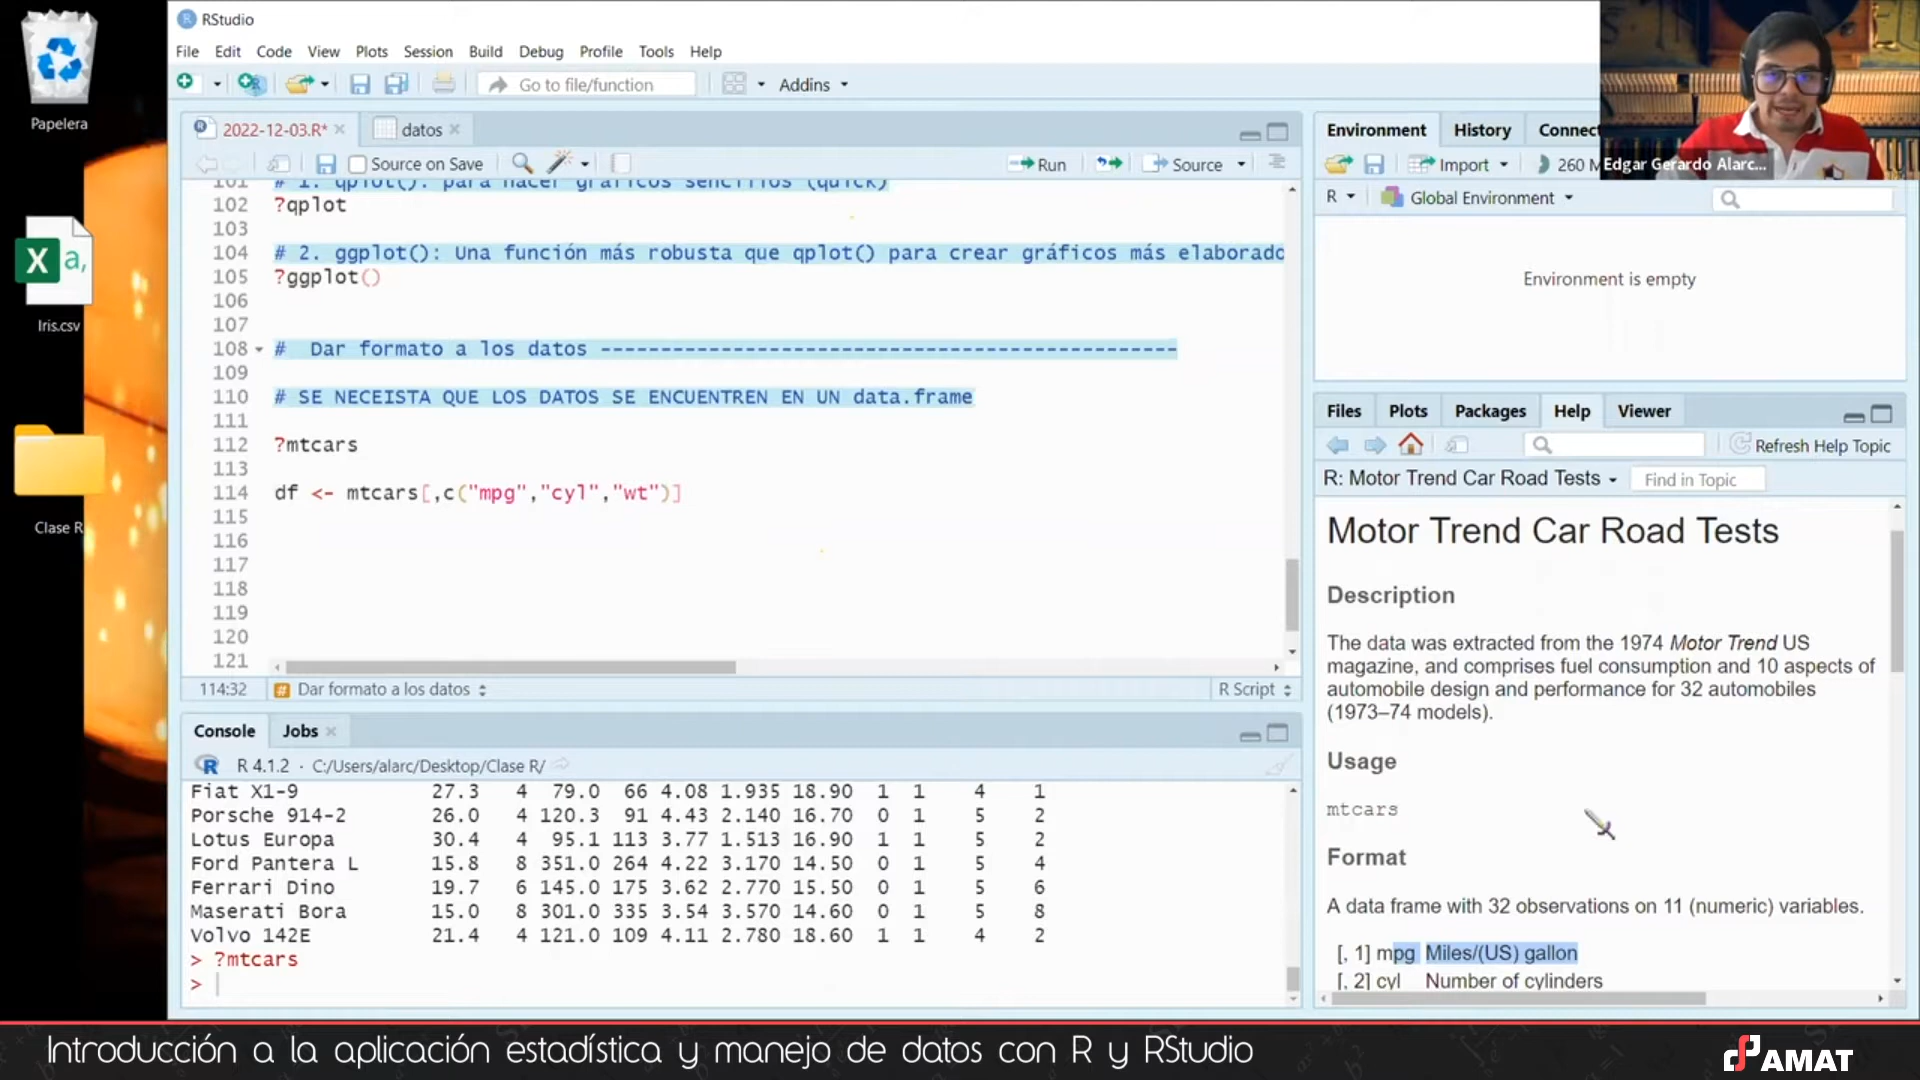 RStudio
File Edit Code View Plots Session Build Debug Profile Tools Help
Go to file/function
Addins
Papelera
a,
X
Iris.csv
Clase R
2022-12-03.R*
datos
Source on Save
Run
Source
101 # 1. qplot(): para hacer gráficos sencillos (quick)
102 ?qplot
103
104 # 2. ggplot(): Una función más robusta que qplot() para crear gráficos más elaborado
105 ?ggplot()
106
107
108 # Dar formato a los datos ------------------------------------------------
109
110 # SE NECEISTA QUE LOS DATOS SE ENCUENTREN EN UN data.frame
111
112 ?mtcars
113
114 df <- mtcars[,c("mpg","cyl","wt")]
115
116
117
118
119
120
121
114:32
# Dar formato a los datos
R Script
Console
Jobs
R 4.1.2 · C:/Users/alarc/Desktop/Clase R/
Fiat X1-9 27.3 4 79.0 66 4.08 1.935 18.90 1 1 4 1
Porsche 914-2 26.0 4 120.3 91 4.43 2.140 16.70 0 1 5 2
Lotus Europa 30.4 4 95.1 113 3.77 1.513 16.90 1 1 5 2
Ford Pantera L 15.8 8 351.0 264 4.22 3.170 14.50 0 1 5 4
Ferrari Dino 19.7 6 145.0 175 3.62 2.770 15.50 0 1 5 6
Maserati Bora 15.0 8 301.0 335 3.54 3.570 14.60 0 1 5 8
Volvo 142E 21.4 4 121.0 109 4.11 2.780 18.60 1 1 4 2
> ?mtcars
>
Environment
History
Connect
Import
260 M
Edgar Gerardo Alarc...
R
Global Environment
Environment is empty
Files
Plots
Packages
Help
Viewer
Refresh Help Topic
R: Motor Trend Car Road Tests
Find in Topic
Motor Trend Car Road Tests
Description
The data was extracted from the 1974 Motor Trend US
magazine, and comprises fuel consumption and 10 aspects of
automobile design and performance for 32 automobiles
(1973–74 models).
Usage
mtcars
Format
A data frame with 32 observations on 11 (numeric) variables.
[, 1] mpg Miles/(US) gallon
[, 2] cyl Number of cylinders
Introducción a la aplicación estadística y manejo de datos con R y RStudio
AMAT